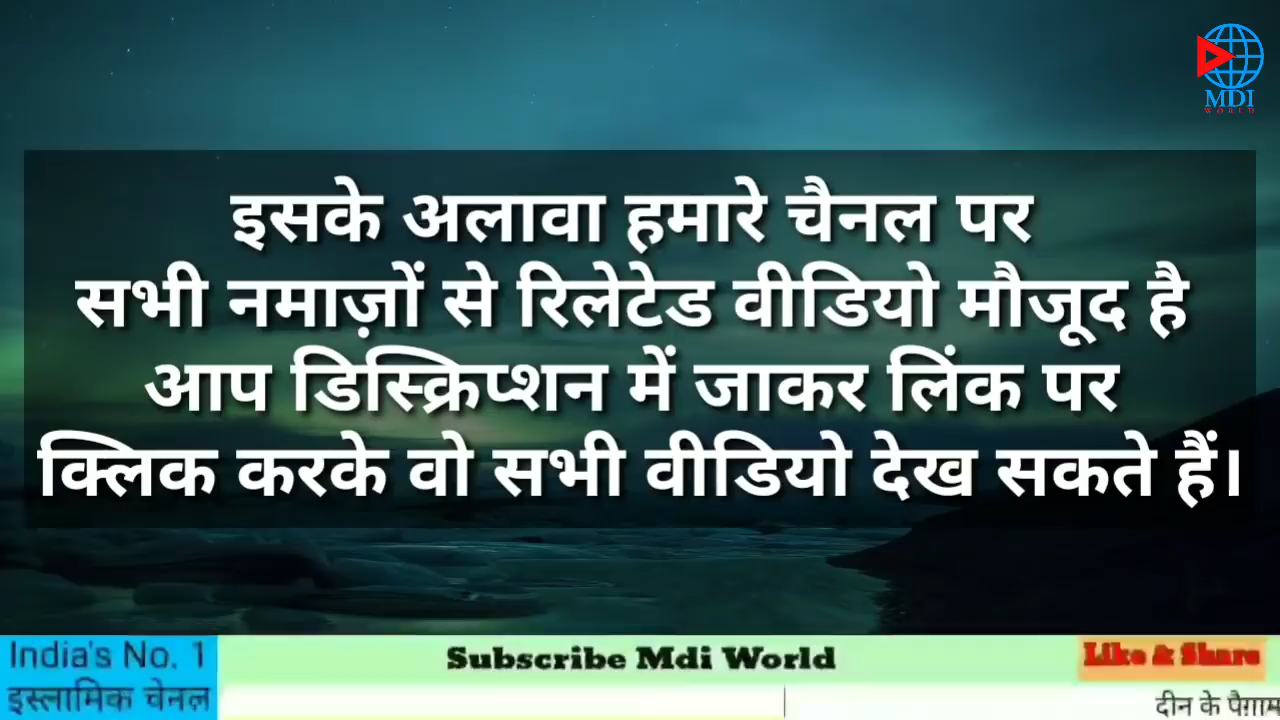 MDI
WORLD
इसके अलावा हमारे चैनल पर
सभी नमाज़ों से रिलेटेड वीडियो मौजूद है
आप डिस्क्रिप्शन में जाकर लिंक पर
क्लिक करके वो सभी वीडियो देख सकते हैं।
India's No. 1
इस्लामिक चेनल
Subscribe Mdi World
Like & Share
दीन के पैग़ाम